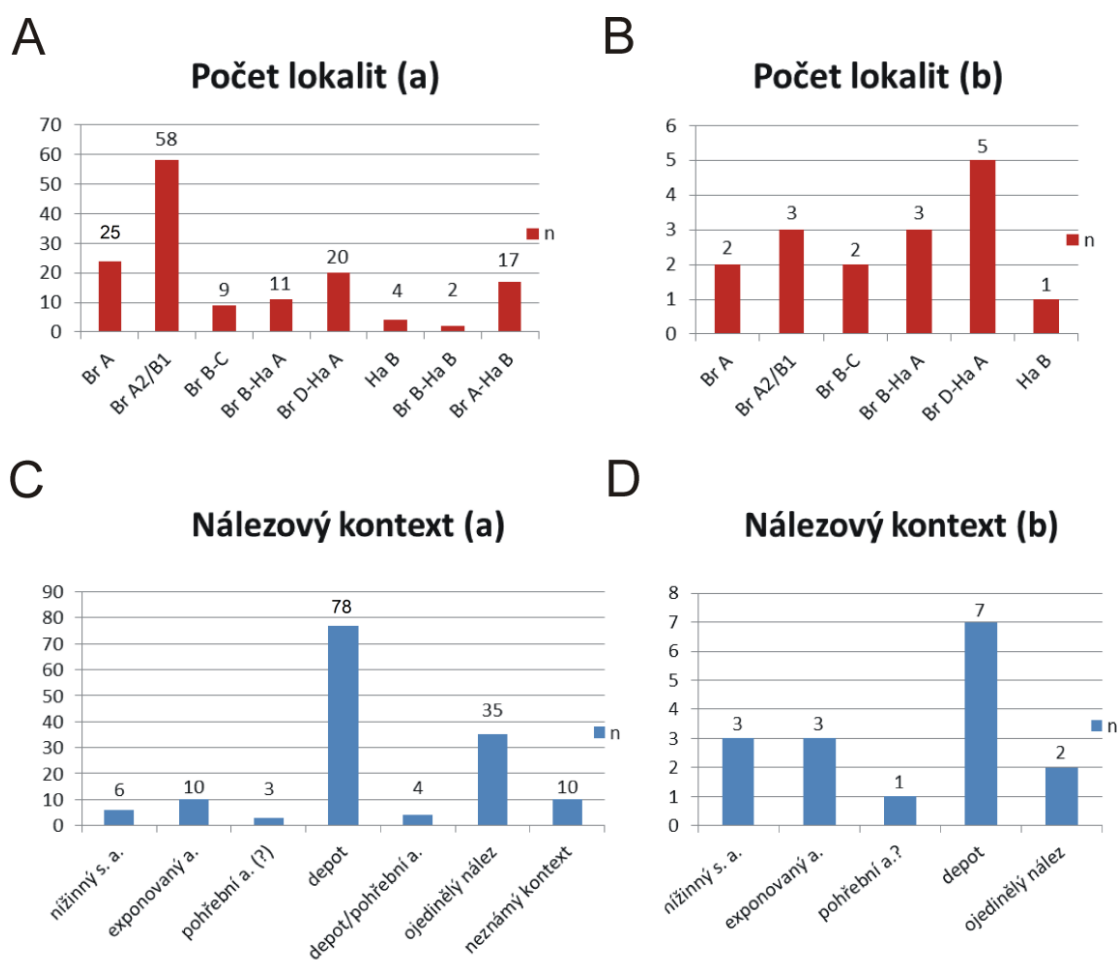 A
Počet lokalit (a)
70
60
50
40
30
20
10
0
25
58
9
11
20
4
2
17
n
Br A
Br A2/B1
Br B-C
Br B-Ha A
Br D-Ha A
Ha B
Br B-Ha B
Br A-Ha B
B
Počet lokalit (b)
6
5
4
3
2
1
0
2
3
2
3
5
1
n
Br A
Br A2/B1
Br B-C
Br B-Ha A
Br D-Ha A
Ha B
C
Nálezový kontext (a)
90
80
70
60
50
40
30
20
10
0
6
10
3
78
4
35
10
n
nížinný s. a.
exponovaný a.
pohřební a. (?)
depot
depot/pohřební a.
ojedinělý nález
neznámý kontext
D
Nálezový kontext (b)
8
7
6
5
4
3
2
1
0
3
3
1
7
2
n
nížinný s. a.
exponovaný a.
pohřební a.?
depot
ojedinělý nález